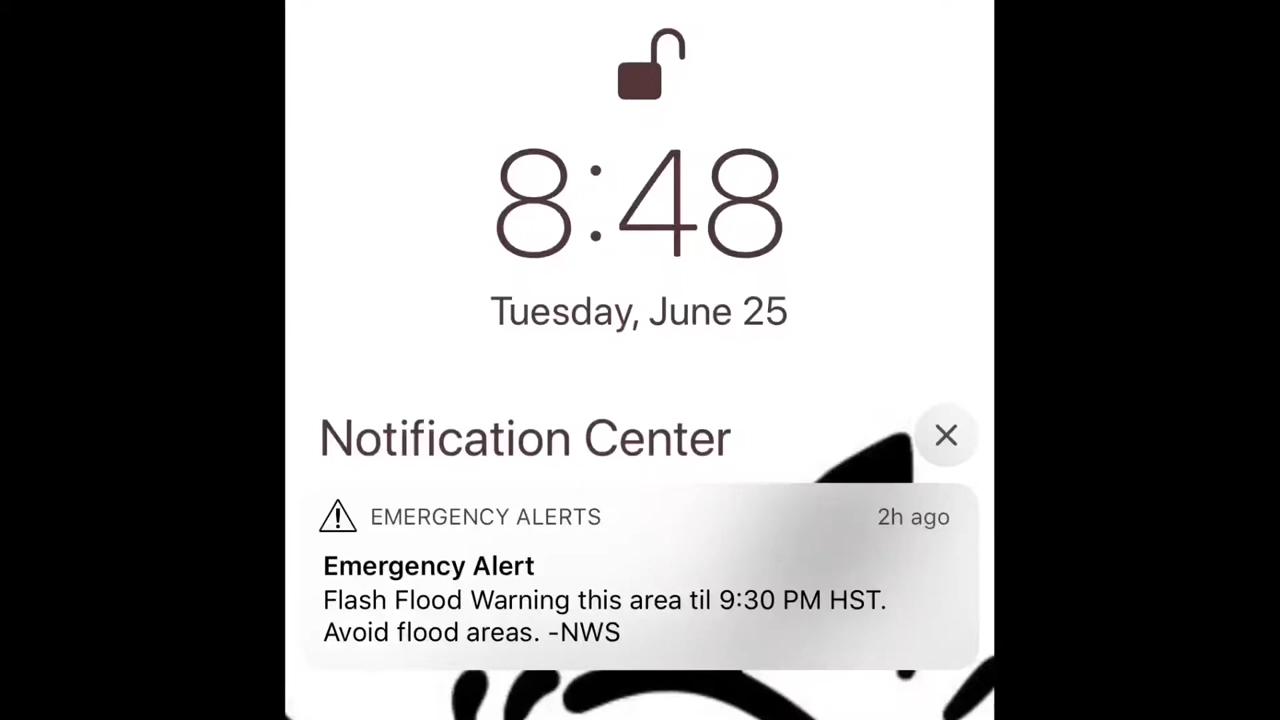 8:48
Tuesday, June 25
Notification Center
EMERGENCY ALERTS 2h ago
Emergency Alert
Flash Flood Warning this area til 9:30 PM HST.
Avoid flood areas. -NWS